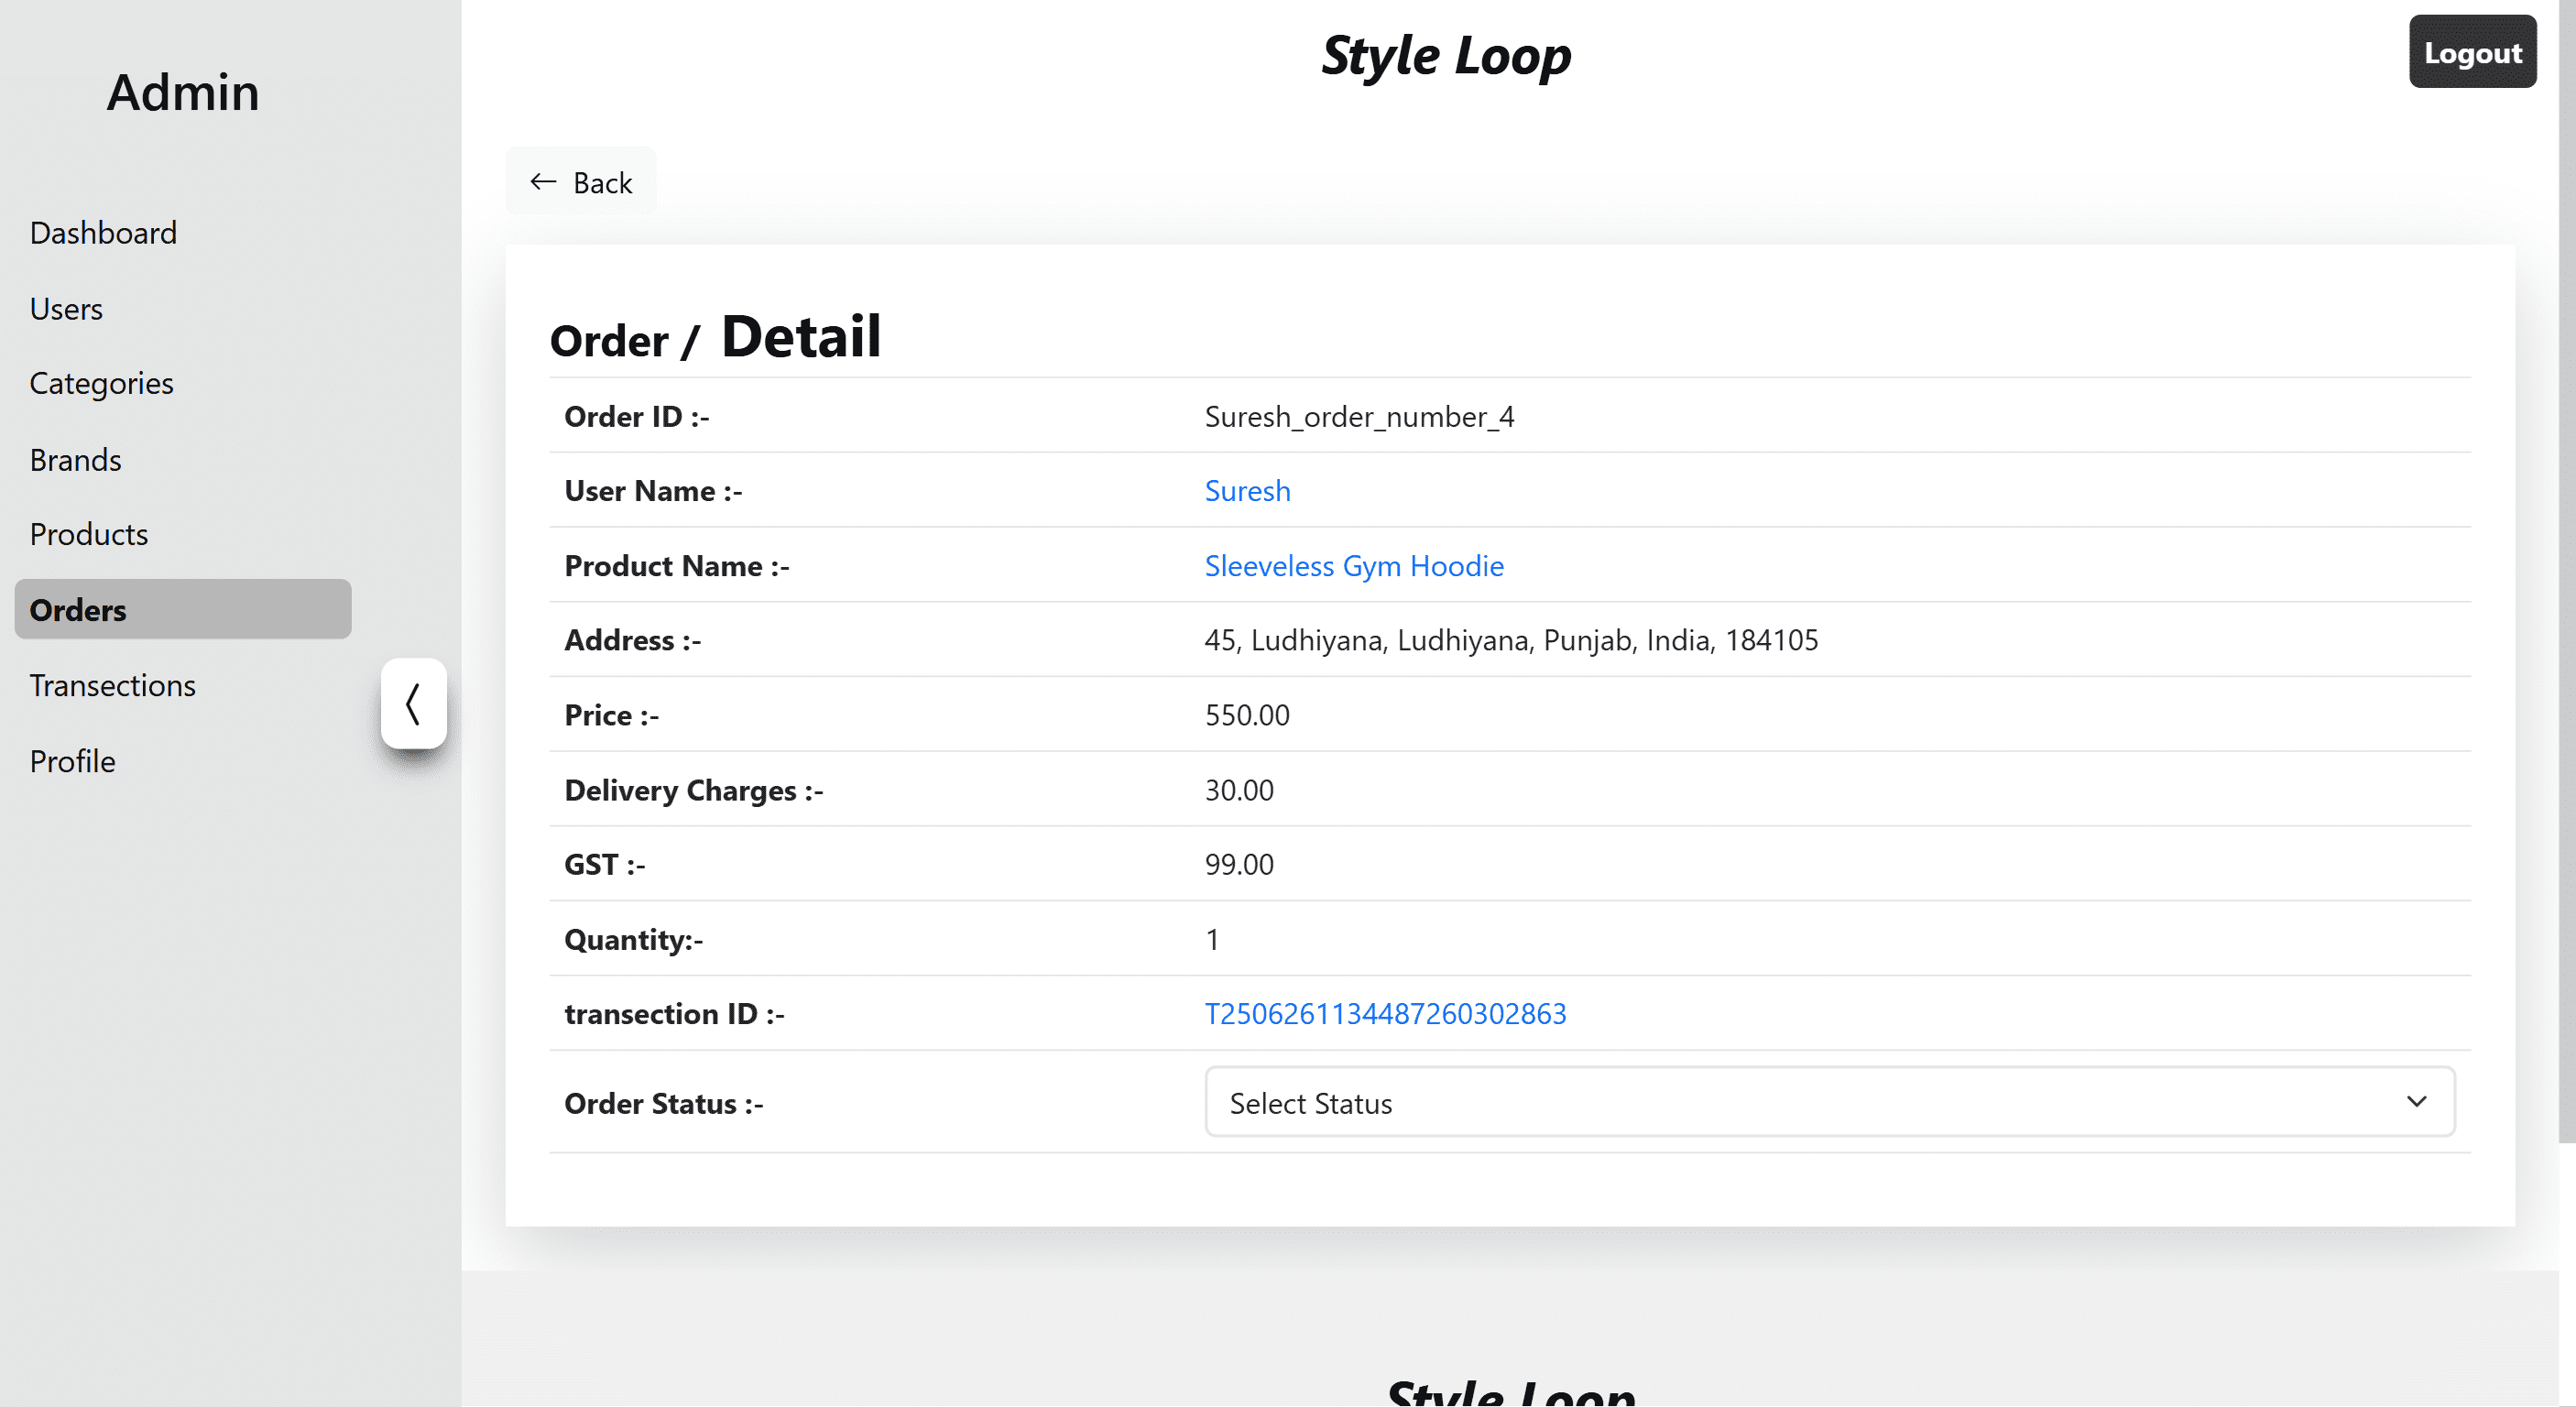 Admin
Dashboard
Users
Categories
Brands
Products
Orders
Transections
Profile
Style Loop
Logout
← Back
Order / Detail
Order ID :- Suresh_order_number_4
User Name :- Suresh
Product Name :- Sleeveless Gym Hoodie
Address :- 45, Ludhiyana, Ludhiyana, Punjab, India, 184105
Price :- 550.00
Delivery Charges :- 30.00
GST :- 99.00
Quantity:- 1
transection ID :- T2506261134487260302863
Order Status :- Select Status
Style Loop